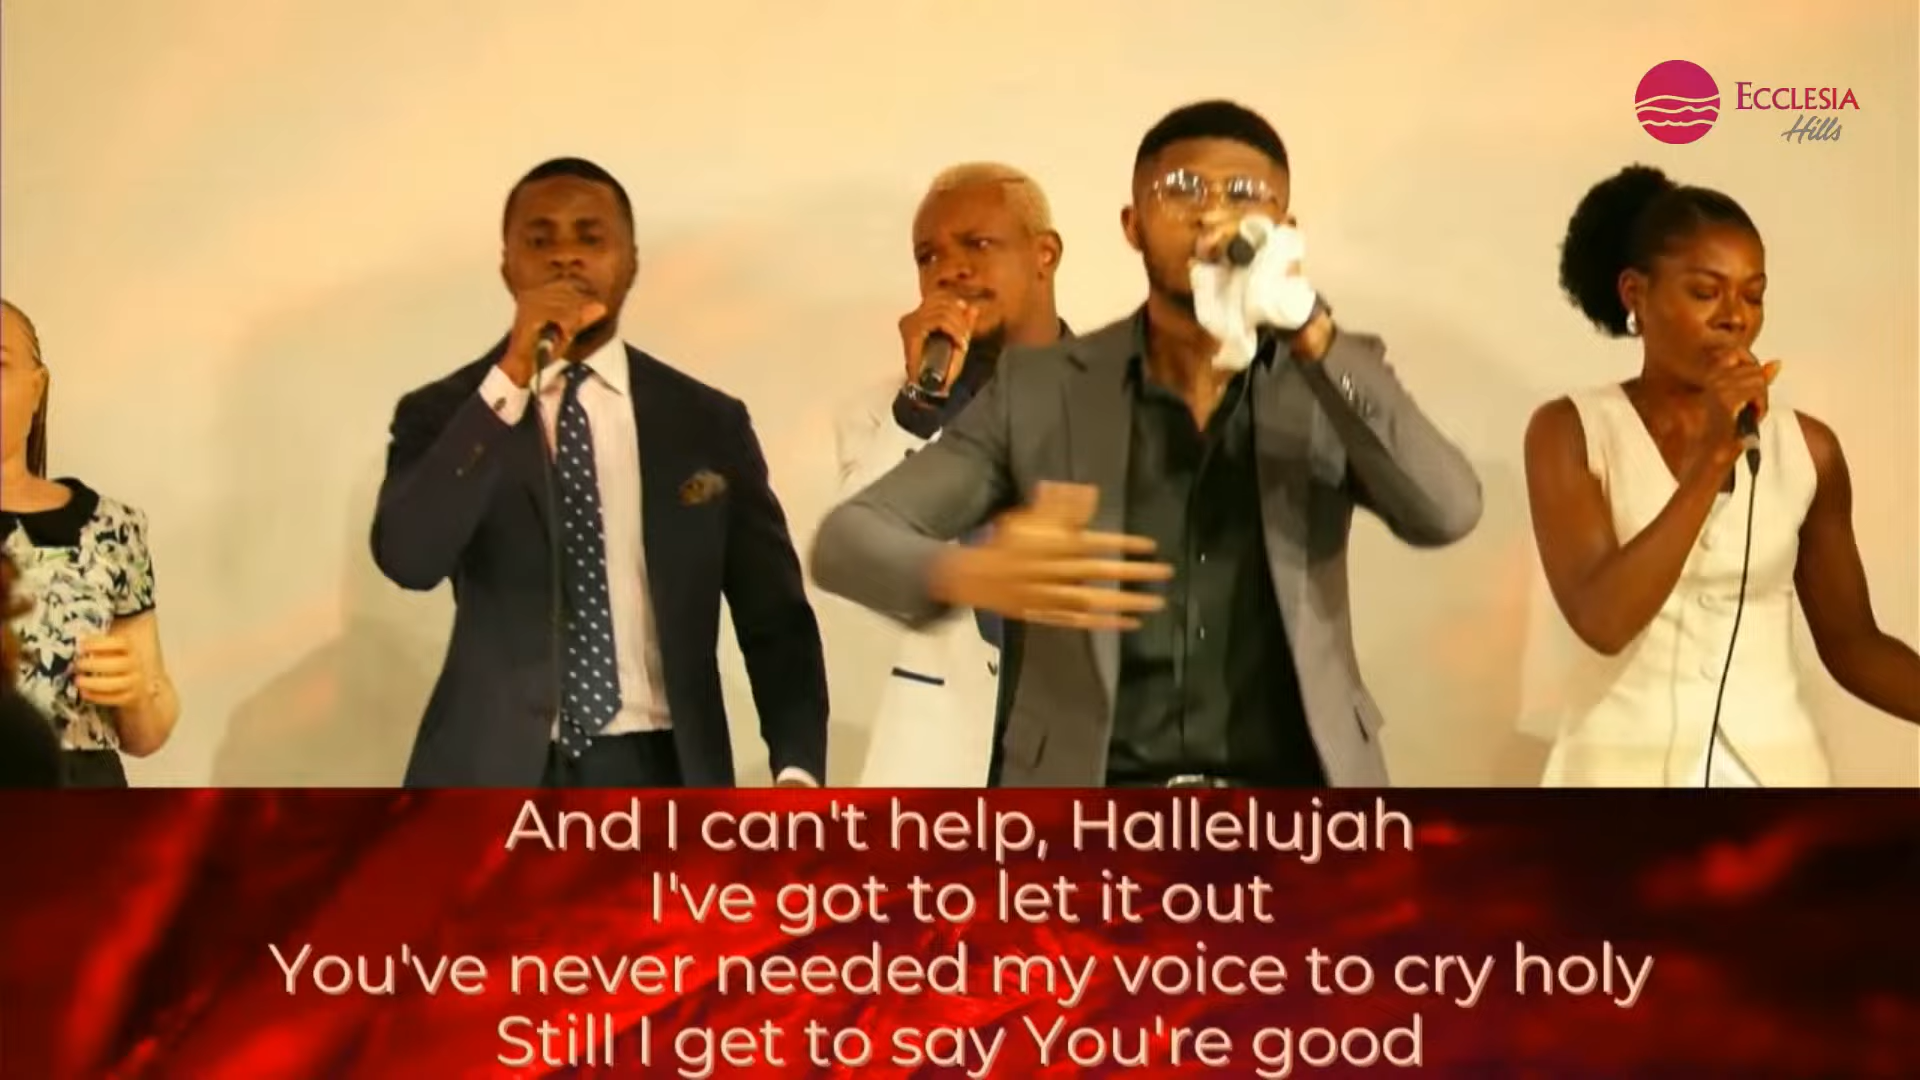 ECCLESIA
Hills
And I can't help, Hallelujah
I've got to let it out
You've never needed my voice to cry holy
Still I get to say You're good